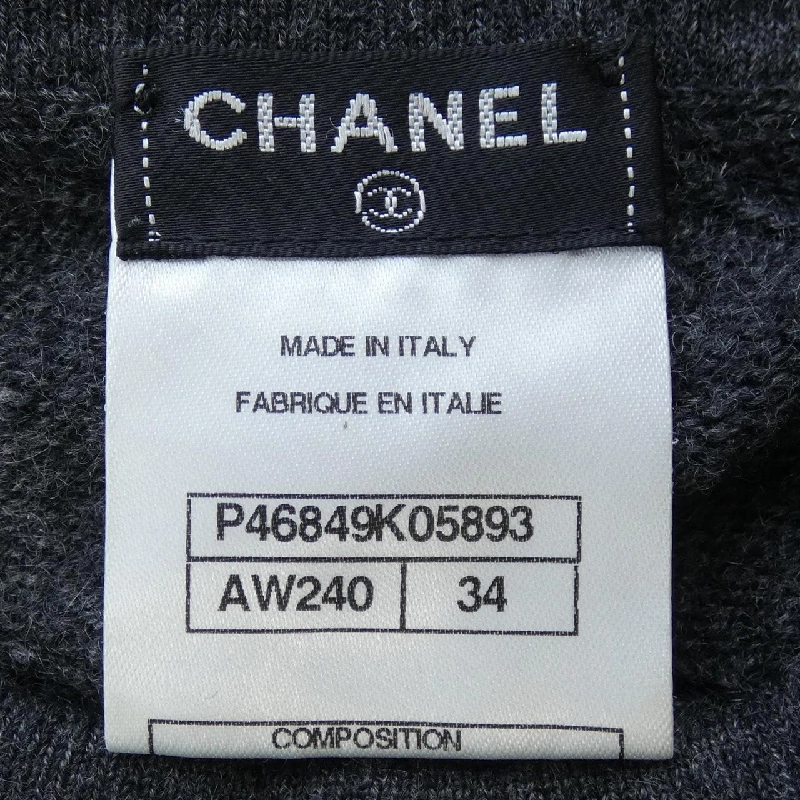 CHANEL
MADE IN ITALY
FABRIQUE EN ITALIE
P46849K05893
AW240 34
COMPOSITION